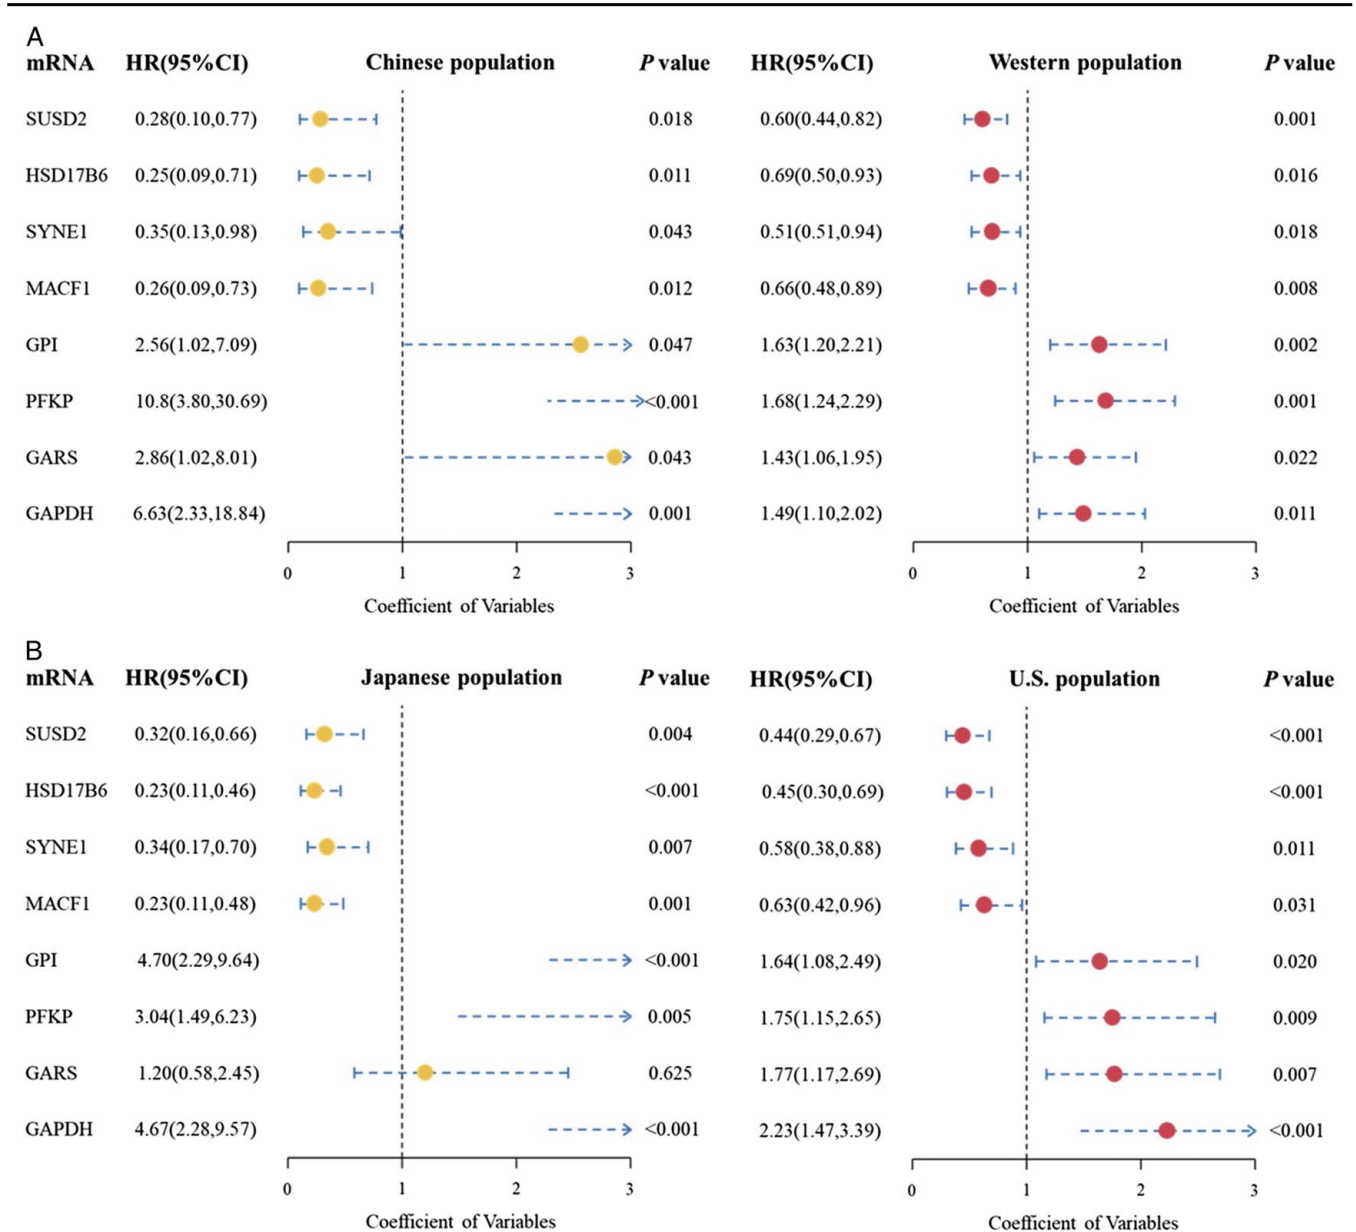 A
mRNA HR(95%CI) Chinese population P value HR(95%CI) Western population P value
SUSD2 0.28(0.10,0.77) 0.018 0.60(0.44,0.82) 0.001
HSD17B6 0.25(0.09,0.71) 0.011 0.69(0.50,0.93) 0.016
SYNE1 0.35(0.13,0.98) 0.043 0.51(0.51,0.94) 0.018
MACF1 0.26(0.09,0.73) 0.012 0.66(0.48,0.89) 0.008
GPI 2.56(1.02,7.09) 0.047 1.63(1.20,2.21) 0.002
PFKP 10.8(3.80,30.69) <0.001 1.68(1.24,2.29) 0.001
GARS 2.86(1.02,8.01) 0.043 1.43(1.06,1.95) 0.022
GAPDH 6.63(2.33,18.84) 0.001 1.49(1.10,2.02) 0.011
0 1 2 3 0 1 2 3
Coefficient of Variables Coefficient of Variables
B
mRNA HR(95%CI) Japanese population P value HR(95%CI) U.S. population P value
SUSD2 0.32(0.16,0.66) 0.004 0.44(0.29,0.67) <0.001
HSD17B6 0.23(0.11,0.46) <0.001 0.45(0.30,0.69) <0.001
SYNE1 0.34(0.17,0.70) 0.007 0.58(0.38,0.88) 0.011
MACF1 0.23(0.11,0.48) 0.001 0.63(0.42,0.96) 0.031
GPI 4.70(2.29,9.64) <0.001 1.64(1.08,2.49) 0.020
PFKP 3.04(1.49,6.23) 0.005 1.75(1.15,2.65) 0.009
GARS 1.20(0.58,2.45) 0.625 1.77(1.17,2.69) 0.007
GAPDH 4.67(2.28,9.57) <0.001 2.23(1.47,3.39) <0.001
0 1 2 3 0 1 2 3
Coefficient of Variables Coefficient of Variables